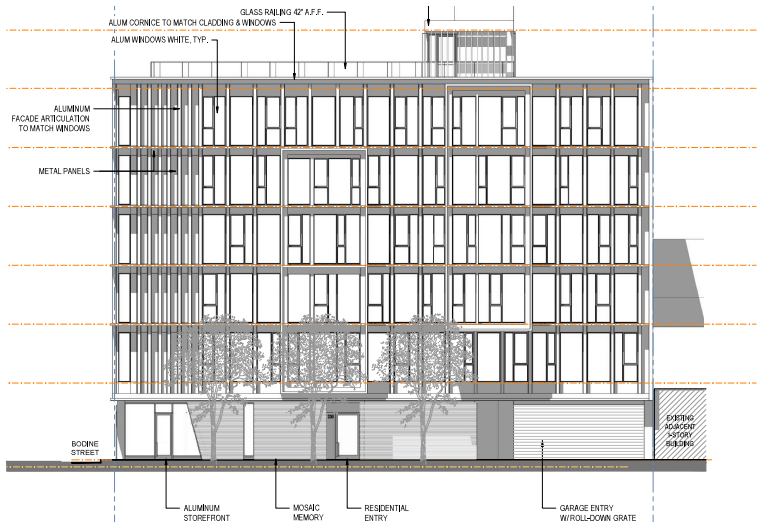 GLASS RAILING 42" A.F.F.
ALUM CORNICE TO MATCH CLADDING & WINDOWS
ALUM WINDOWS WHITE, TYP.
ALUMINUM
FACADE ARTICULATION
TO MATCH WINDOWS
METAL PANELS
EXISTING
ADJACENT
1-STORY
BUILDING
BODINE
STREET
ALUMINUM
STOREFRONT
MOSAIC
MEMORY
RESIDENTIAL
ENTRY
GARAGE ENTRY
W/ ROLL-DOWN GRATE